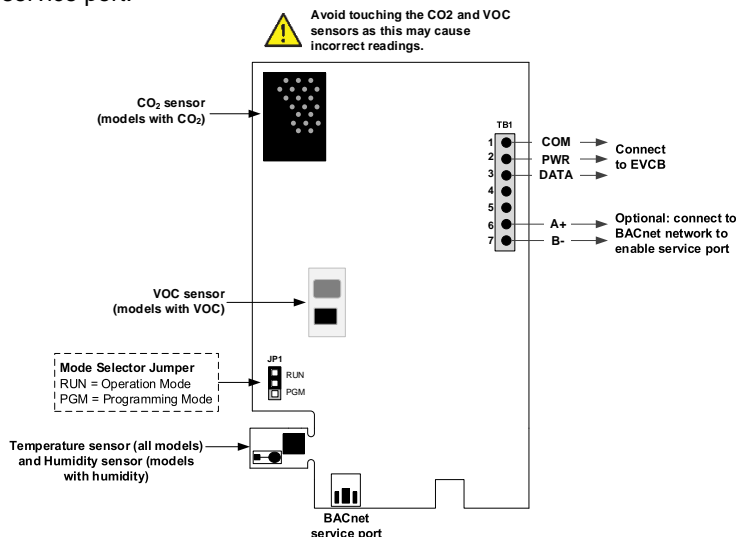 service port.
Avoid touching the CO2 and VOC
sensors as this may cause
incorrect readings.
CO₂ sensor
(models with CO₂)
TB1
1 COM
2 PWR
3 DATA
4
5
6 A+
7 B-
Connect
to EVCB
Optional: connect to
BACnet network to
enable service port
VOC sensor
(models with VOC)
JP1
RUN
PGM
Mode Selector Jumper
RUN = Operation Mode
PGM = Programming Mode
Temperature sensor (all models)
and Humidity sensor (models
with humidity)
BACnet
service port